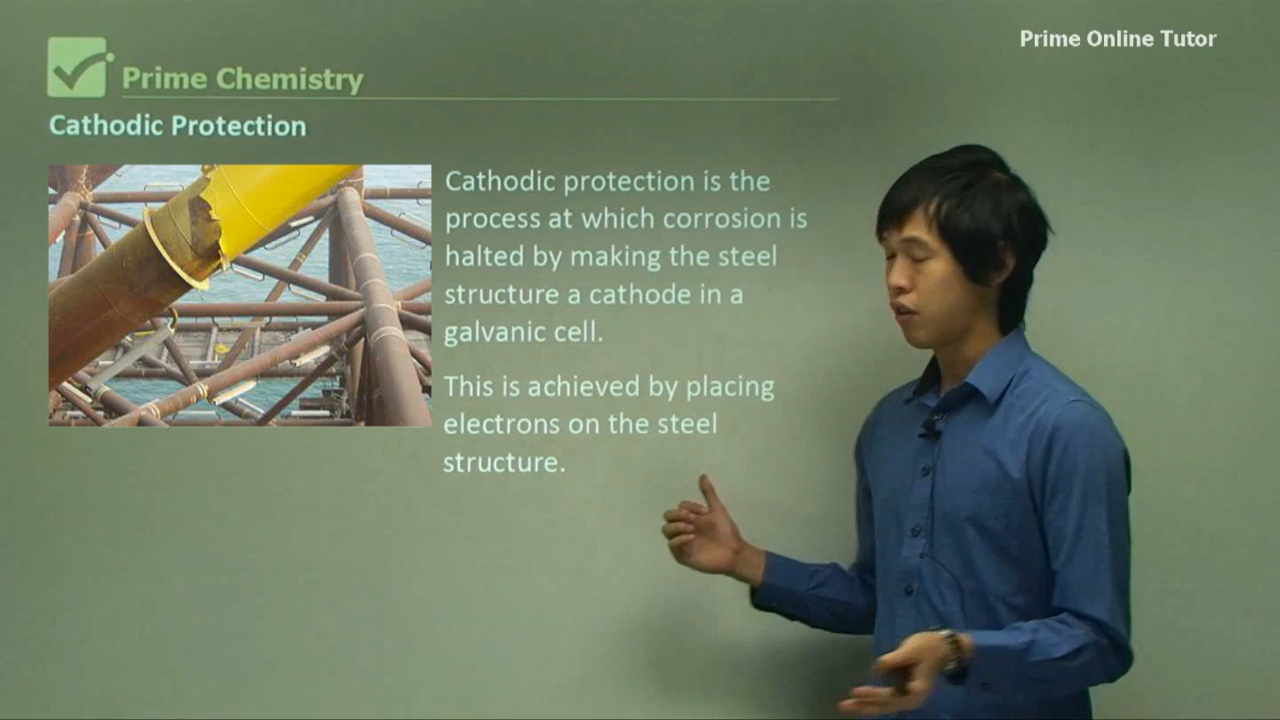 Prime Online Tutor
Prime Chemistry
Cathodic Protection
Cathodic protection is the
process at which corrosion is
halted by making the steel
structure a cathode in a
galvanic cell.
This is achieved by placing
electrons on the steel
structure.